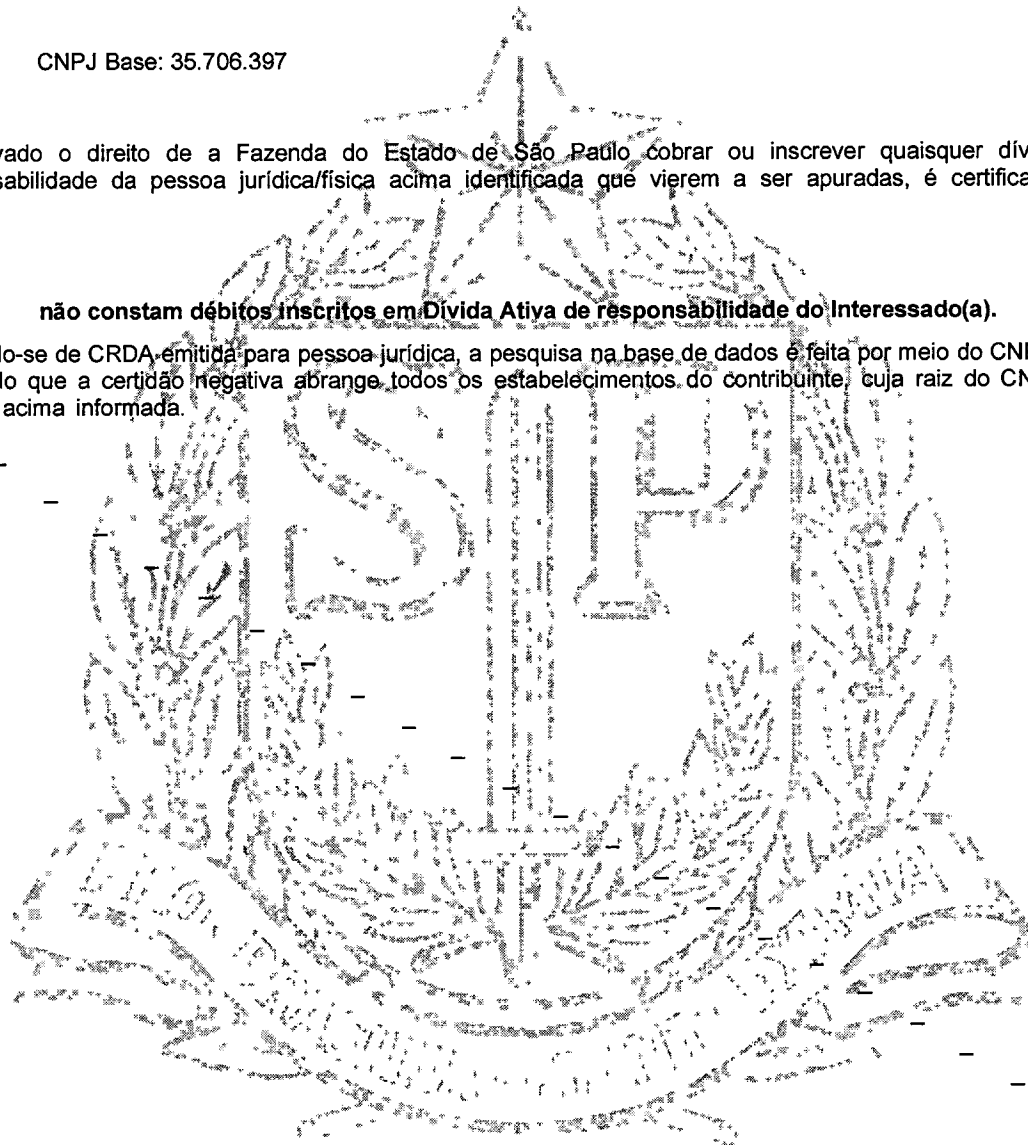 CNPJ Base: 35.706.397
vado o direito de a Fazenda do Estado de São Paulo cobrar ou inscrever quaisquer dív
sabilidade da pessoa jurídica/física acima identificada que vierem a ser apuradas, é certifica
não constam débitos inscritos em Dívida Ativa de responsabilidade do Interessado(a).
do-se de CRDA emitida para pessoa jurídica, a pesquisa na base de dados é feita por meio do CN
do que a certidão negativa abrange todos os estabelecimentos do contribuinte, cuja raiz do CN
acima informada.
SP